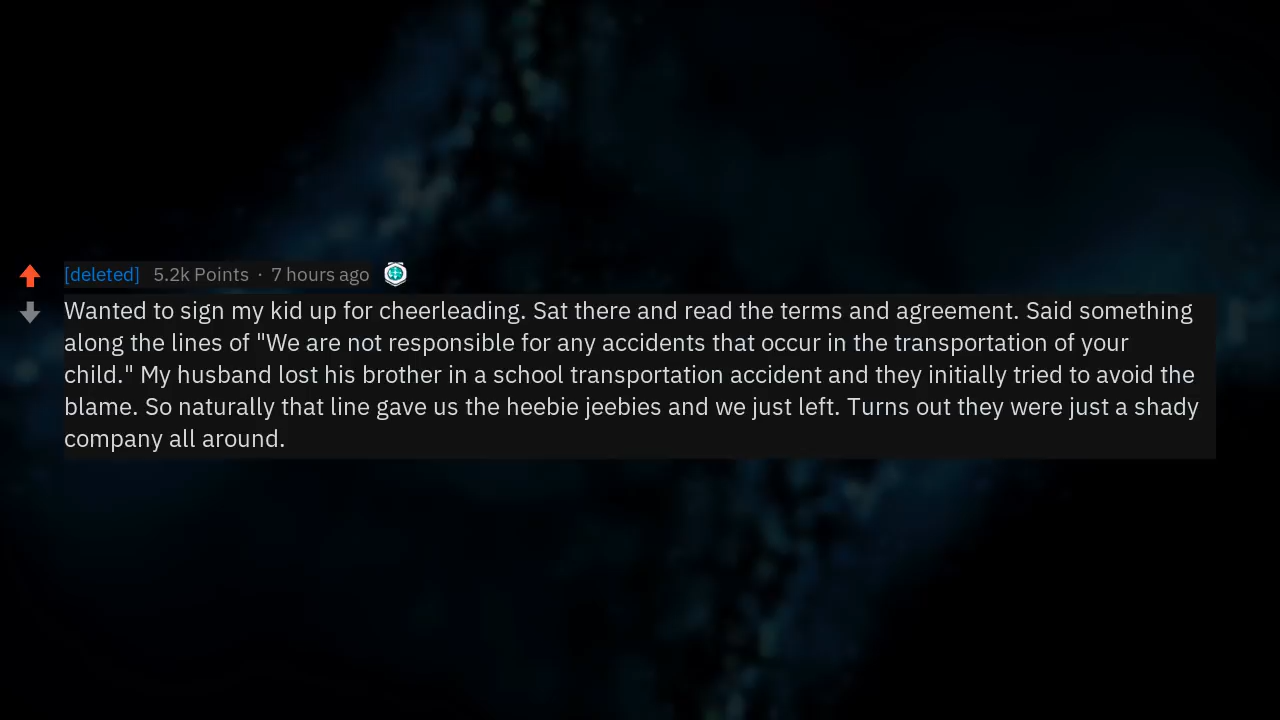 [deleted] 5.2k Points · 7 hours ago
Wanted to sign my kid up for cheerleading. Sat there and read the terms and agreement. Said something
along the lines of "We are not responsible for any accidents that occur in the transportation of your
child." My husband lost his brother in a school transportation accident and they initially tried to avoid the
blame. So naturally that line gave us the heebie jeebies and we just left. Turns out they were just a shady
company all around.